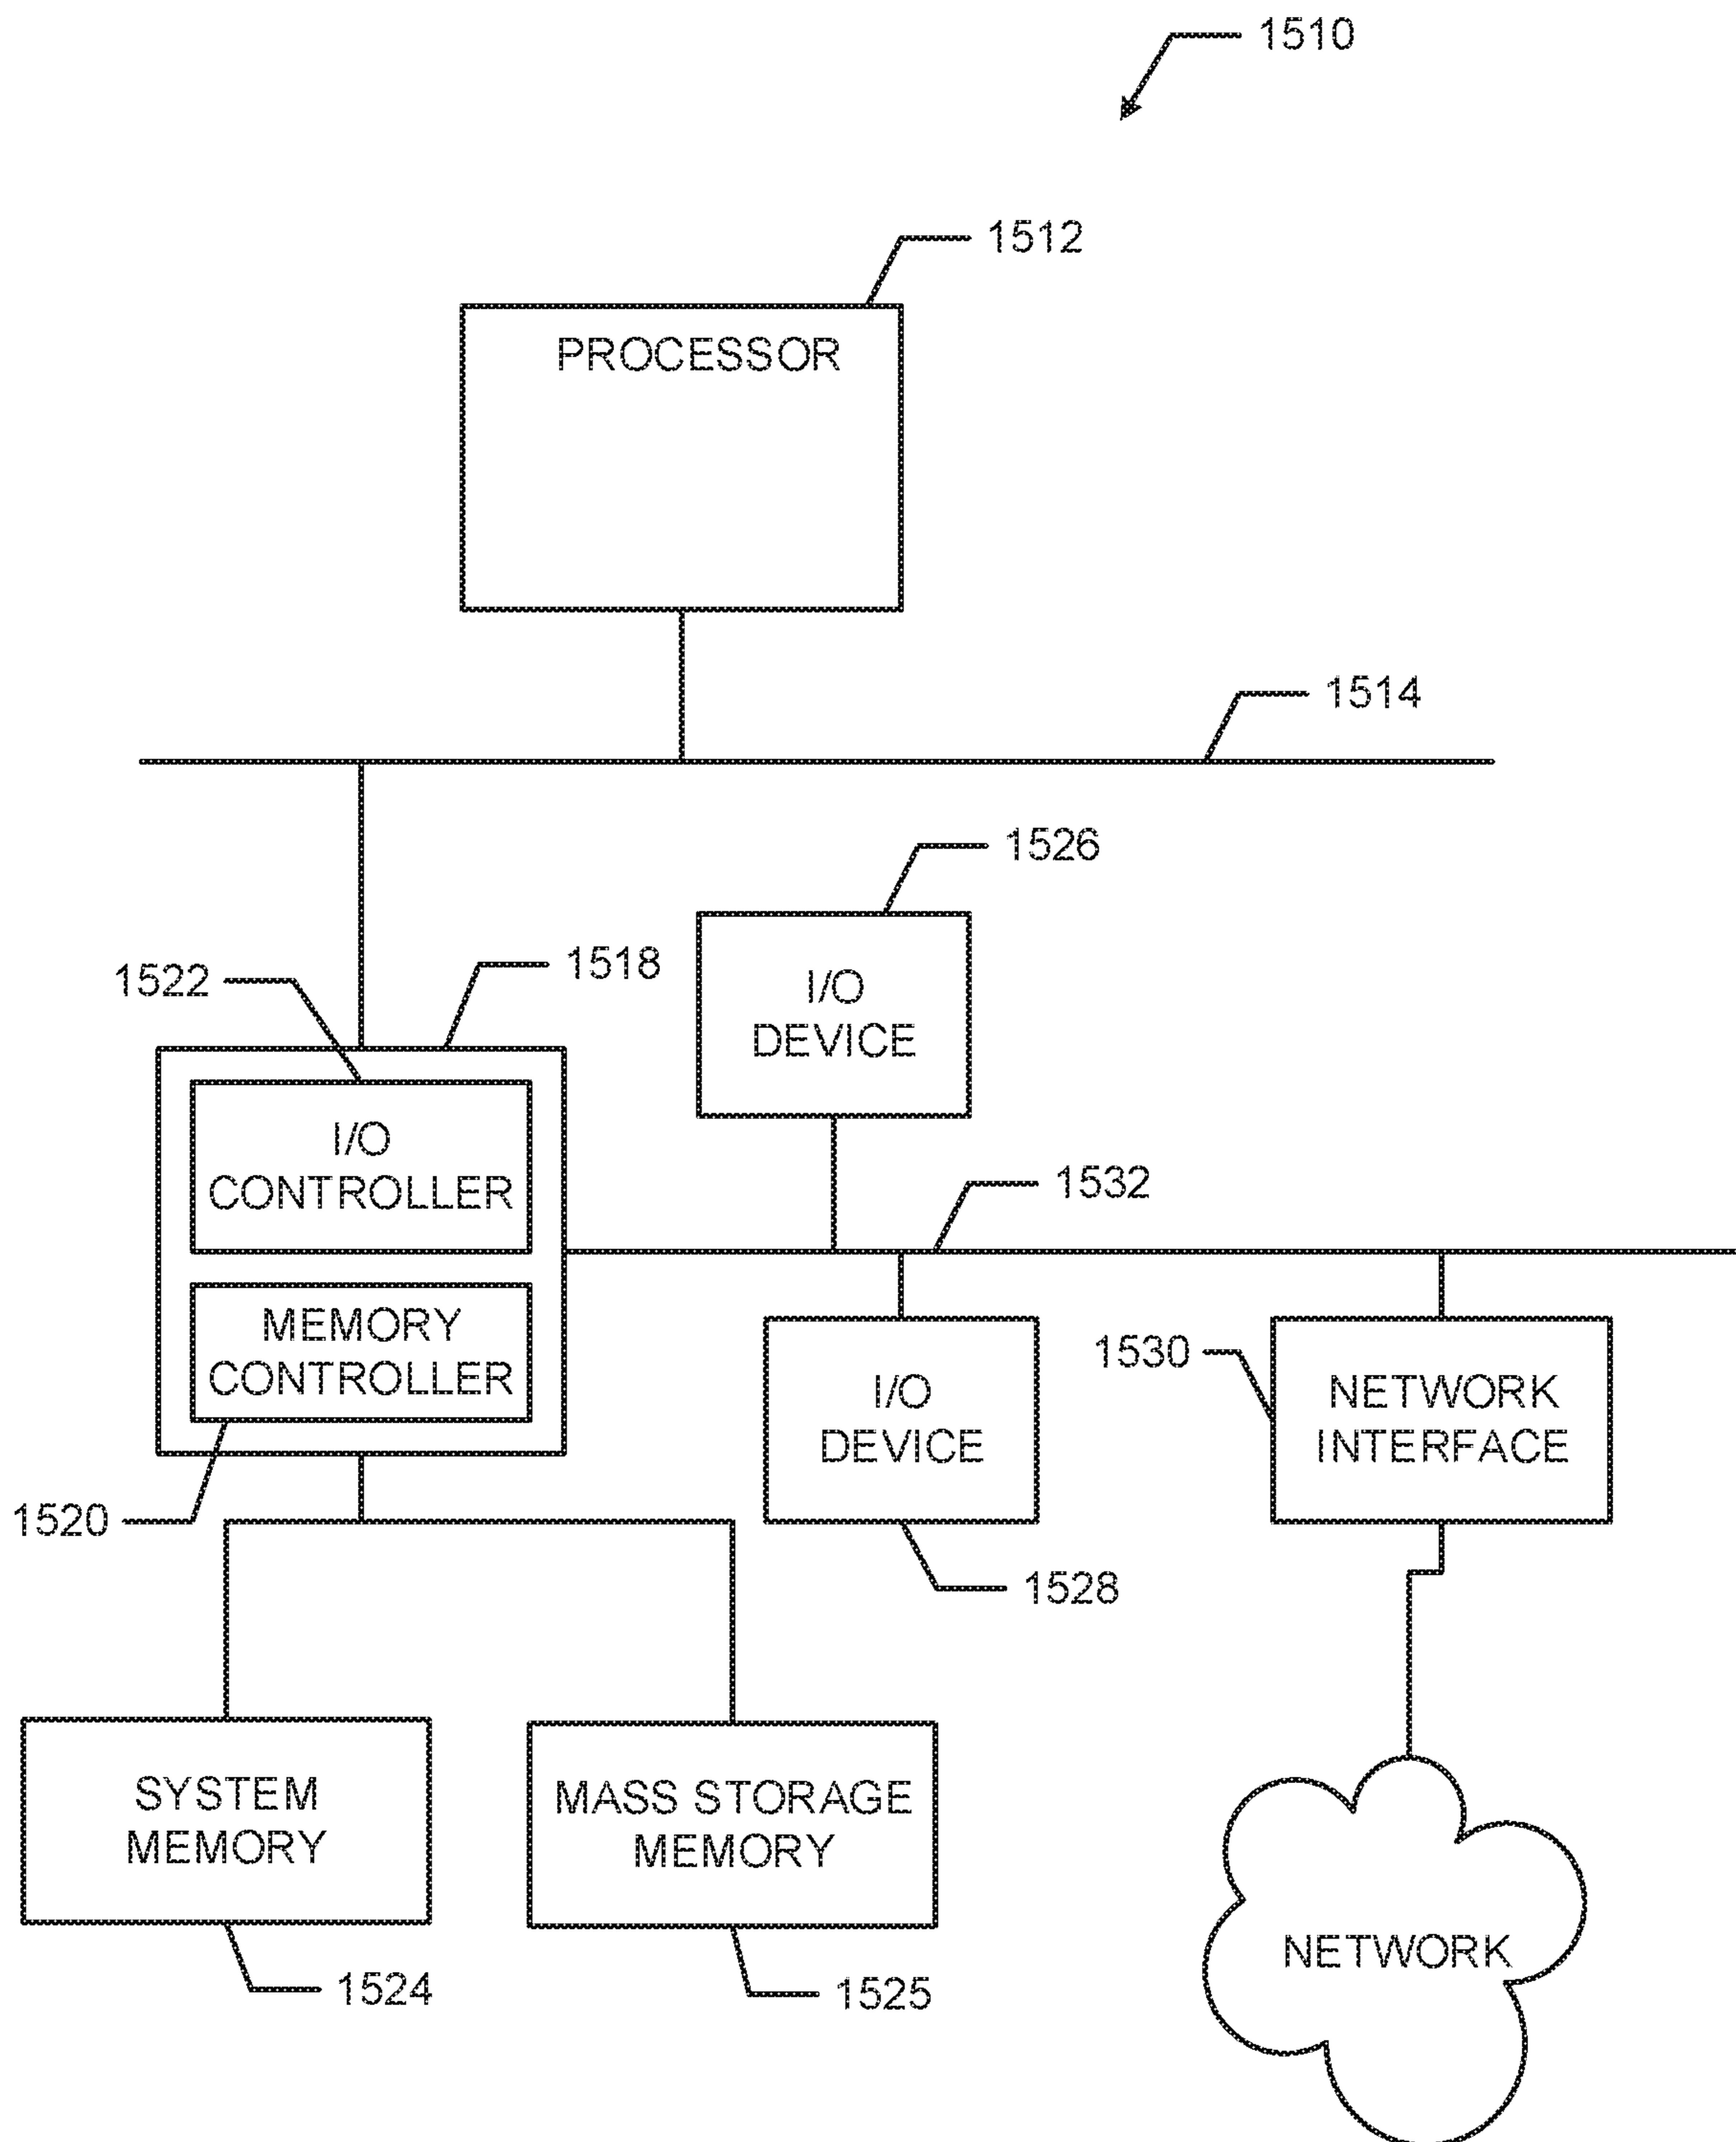 1510
1512
PROCESSOR
1514
1526
1518
1522
I/O
DEVICE
I/O
CONTROLLER
1532
MEMORY
CONTROLLER
1530
I/O
DEVICE
NETWORK
INTERFACE
1520
1528
SYSTEM
MEMORY
MASS STORAGE
MEMORY
NETWORK
1524
1525